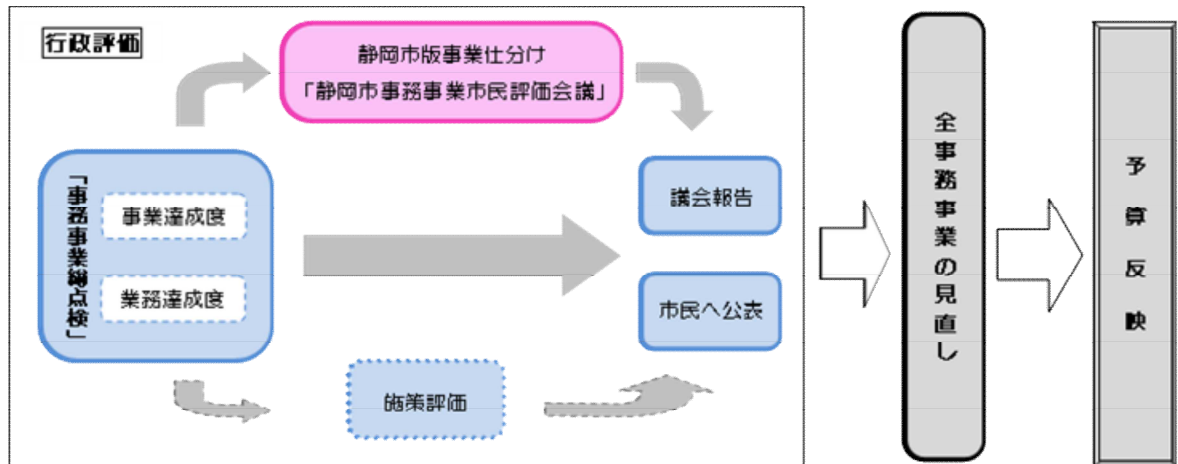 行政評価
静岡市版事業仕分け
「静岡市事務事業市民評価会議」
「事務事業総点検」
事業達成度
業務達成度
議会報告
市民へ公表
施策評価
全事務事業の見直し
予算反映